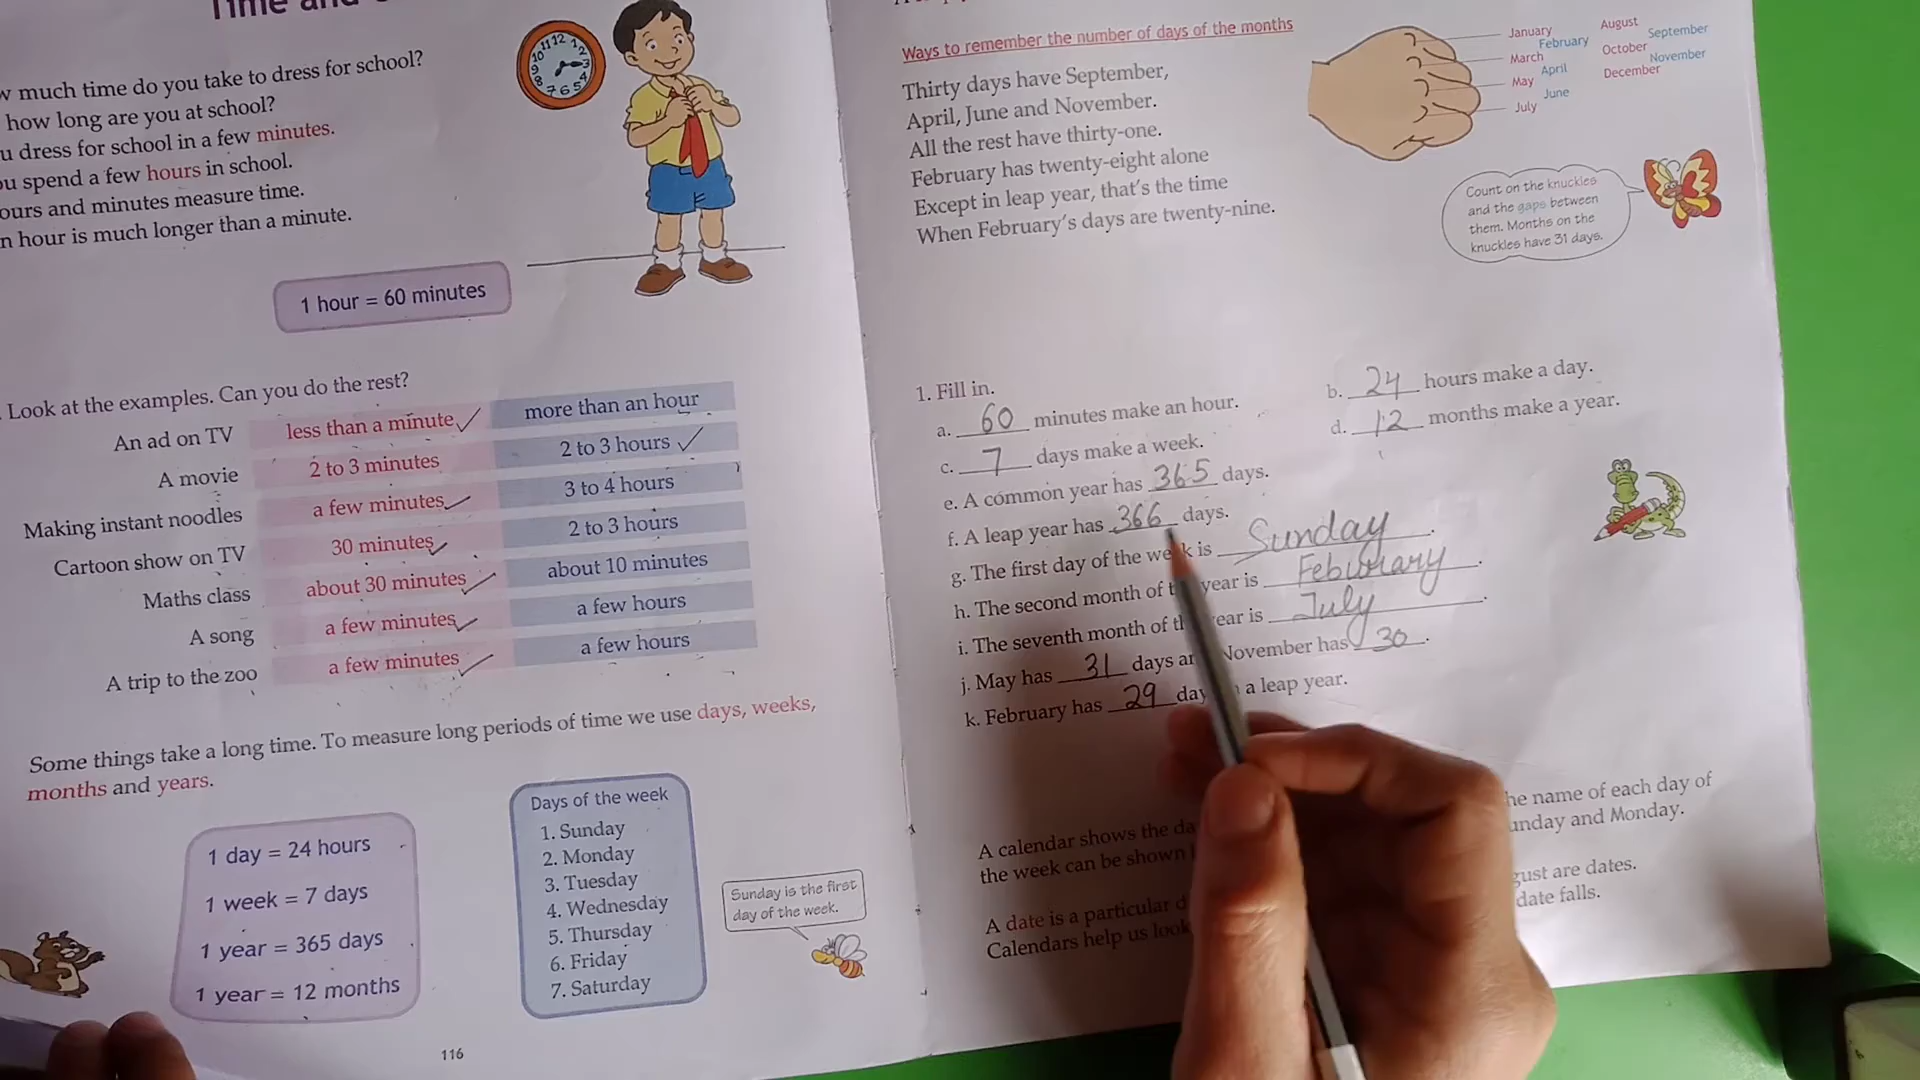 Time and
much time do you take to dress for school?
how long are you at school?
dress for school in a few minutes.
spend a few hours in school.
and minutes measure time.
hour is much longer than a minute.
12
11
1
10
2
9
3
8
4
7 6 5
1 hour = 60 minutes
Look at the examples. Can you do the rest?
An ad on TV less than a minute ✓ more than an hour
A movie 2 to 3 minutes 2 to 3 hours ✓
Making instant noodles a few minutes ✓ 3 to 4 hours
Cartoon show on TV 30 minutes ✓ 2 to 3 hours
Maths class about 30 minutes ✓ about 10 minutes
A song a few minutes ✓ a few hours
A trip to the zoo a few minutes ✓ a few hours
Some things take a long time. To measure long periods of time we use days, weeks,
months and years.
1 day = 24 hours
1 week = 7 days
1 year = 365 days
1 year = 12 months
Days of the week
1. Sunday
2. Monday
3. Tuesday
4. Wednesday
5. Thursday
6. Friday
7. Saturday
Sunday is the first
day of the week.
116
Ways to remember the number of days of the months
Thirty days have September,
April, June and November.
All the rest have thirty-one.
February has twenty-eight alone
Except in leap year, that's the time
When February's days are twenty-nine.
January August
February September
March October
April November
May December
June
July
Count on the knuckles
and the gaps between
them. Months on the
knuckles have 31 days.
1. Fill in.
a. 60 minutes make an hour. b. 24 hours make a day.
c. 7 days make a week. d. 12 months make a year.
e. A common year has 365 days.
f. A leap year has 366 days.
g. The first day of the week is Sunday.
h. The second month of year is Feburary.
i. The seventh month of year is July.
j. May has 31 days November has 30.
k. February has 29 a leap year.
A calendar shows the name of each day of
the week can be shown Monday.
A date is a particular are dates.
Calendars help us look date falls.